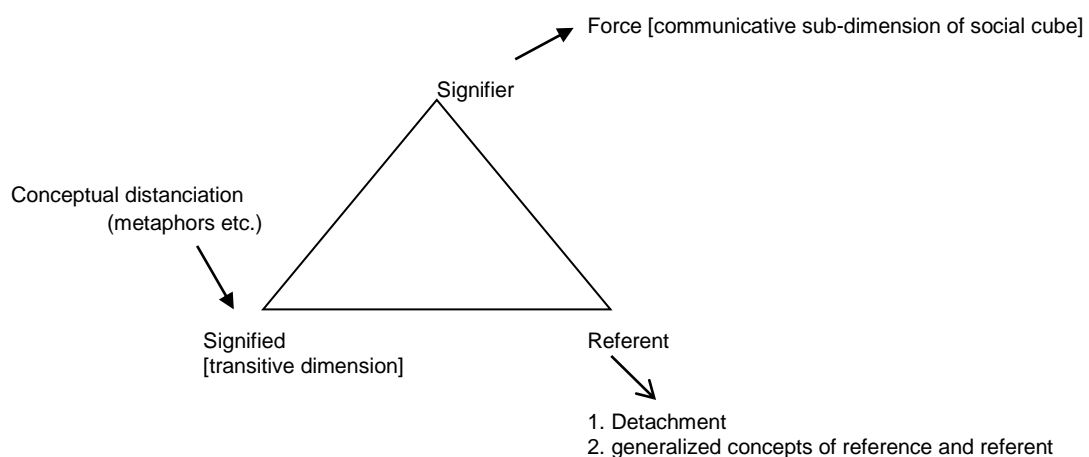 Force [communicative sub-dimension of social cube]
Signifier
Conceptual distanciation
(metaphors etc.)
Signified
[transitive dimension]
Referent
1. Detachment
2. generalized concepts of reference and referent